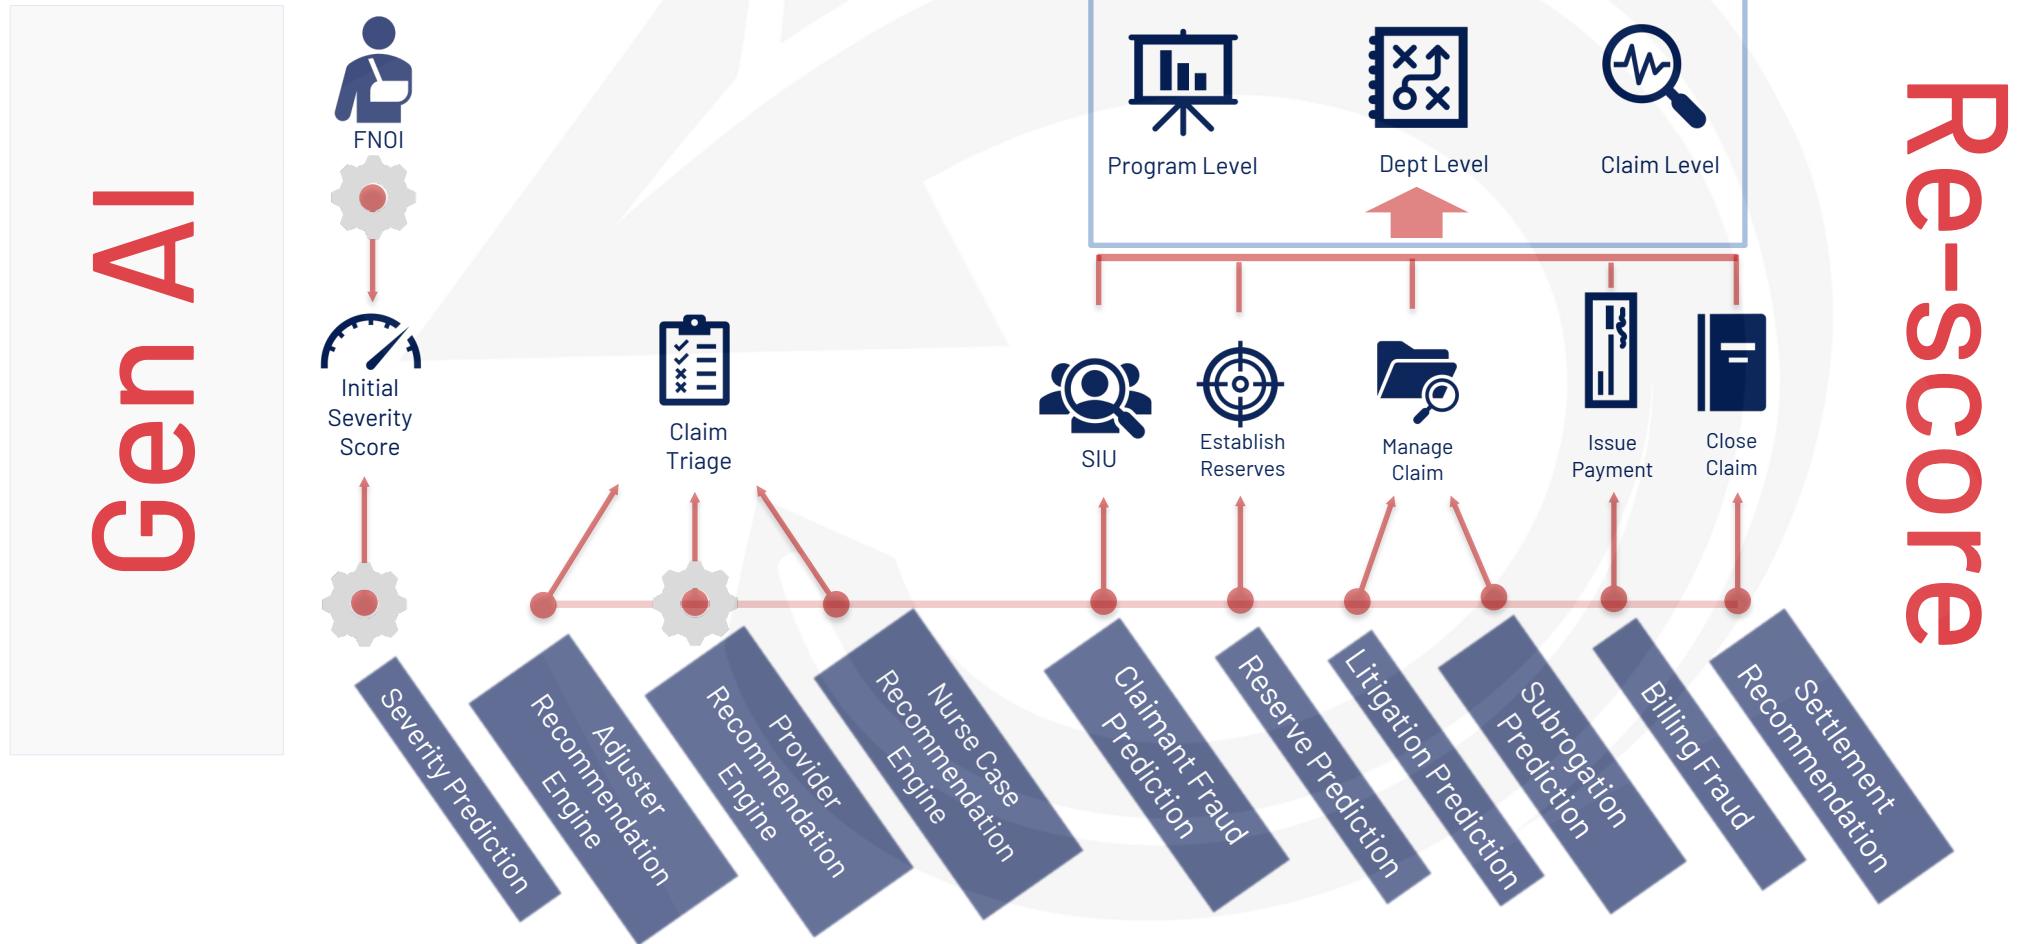 Gen AI
FNOI
Program Level
Dept Level
Claim Level
Re-score
Initial
Severity
Score
Claim
Triage
SIU
Establish
Reserves
Manage
Claim
Issue
Payment
Close
Claim
Severity Prediction
Adjuster
Recommendation
Engine
Provider
Recommendation
Engine
Nurse Case
Recommendation
Engine
Claimant Fraud
Prediction
Reserve Prediction
Litigation Prediction
Subrogation
Prediction
Billing Fraud
Settlement
Recommendation